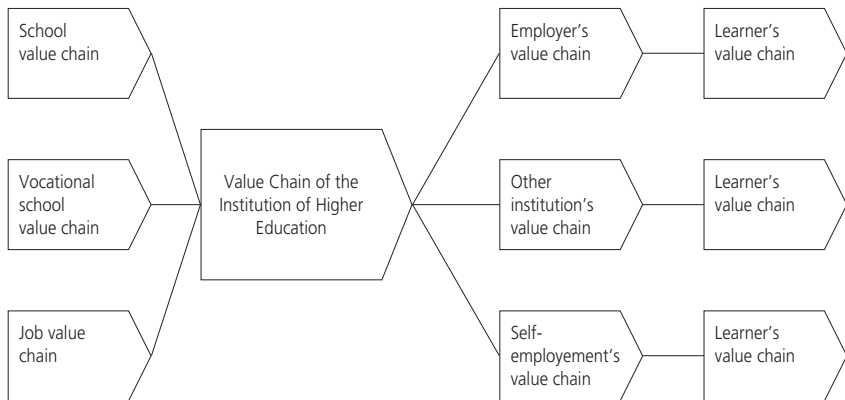 School
value chain
Vocational
school
value chain
Job value
chain
Value Chain of the
Institution of Higher
Education
Employer's
value chain
Other
institution's
value chain
Self-
employement's
value chain
Learner's
value chain
Learner's
value chain
Learner's
value chain